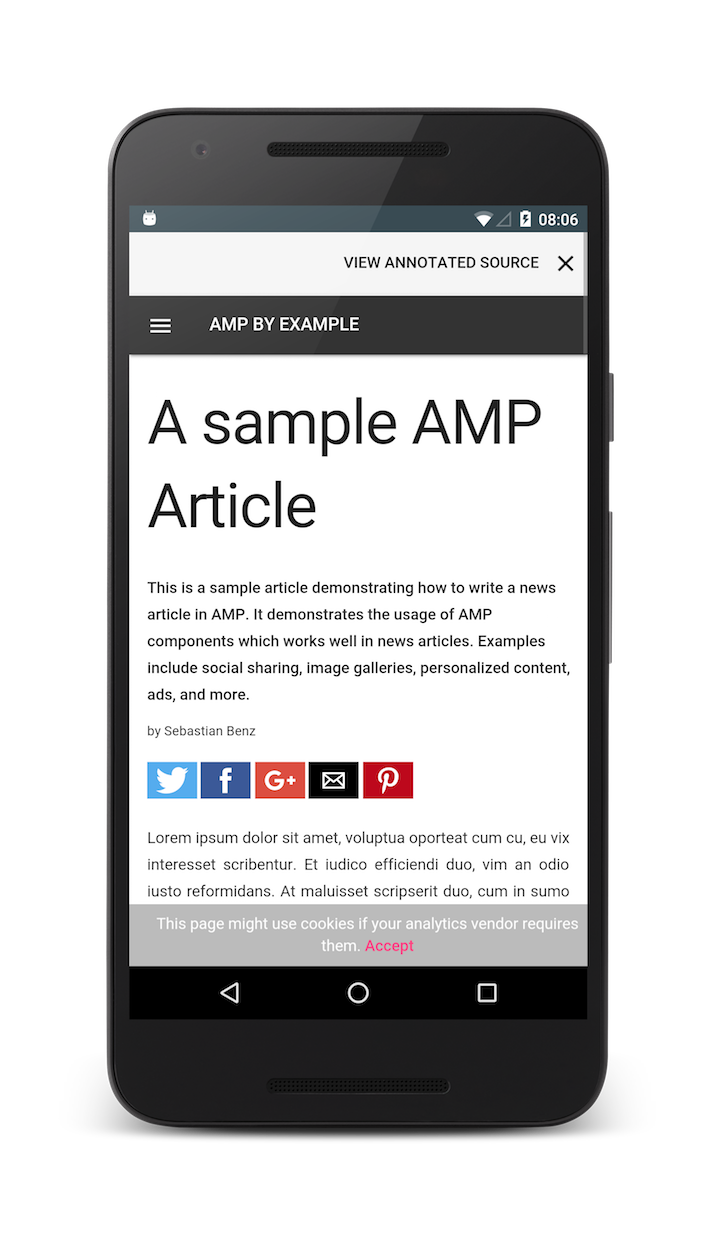 08:06
VIEW ANNOTATED SOURCE
AMP BY EXAMPLE
A sample AMP
Article
This is a sample article demonstrating how to write a news
article in AMP. It demonstrates the usage of AMP
components which works well in news articles. Examples
include social sharing, image galleries, personalized content,
ads, and more.
by Sebastian Benz
G+
Lorem ipsum dolor sit amet, voluptua oporteat cum cu, eu vix
interesset scribentur. Et iudico efficiendi duo, vim an odio
iusto reformidans. At maluisset scripserit duo, cum in sumo
This page might use cookies if your analytics vendor requires
them. Accept